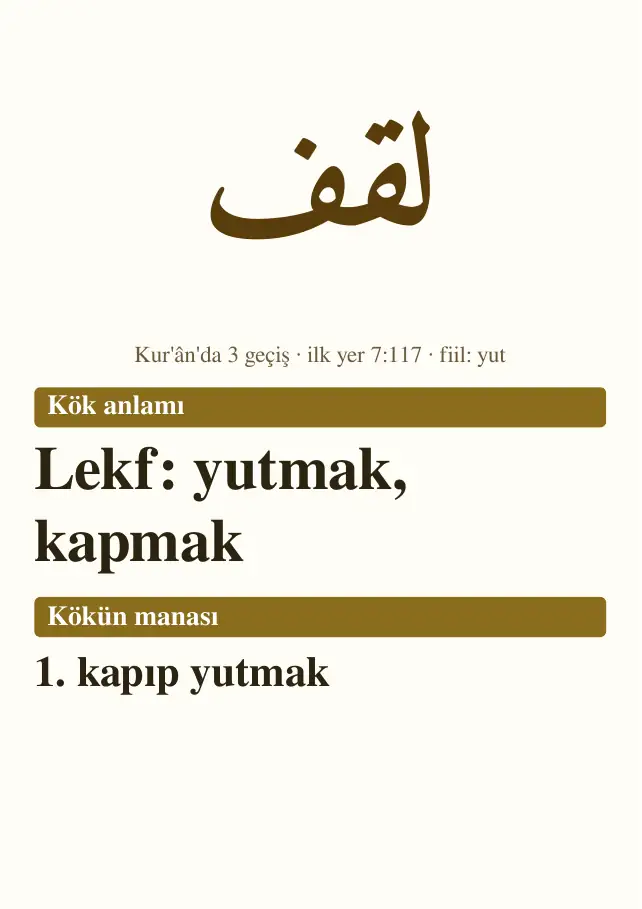 لقف
Kur'ân'da 3 geçiş · ilk yer 7:117 · fiil: yut
Kök anlamı
Lekf: yutmak,
kapmak
Kökün manası
1. kapıp yutmak